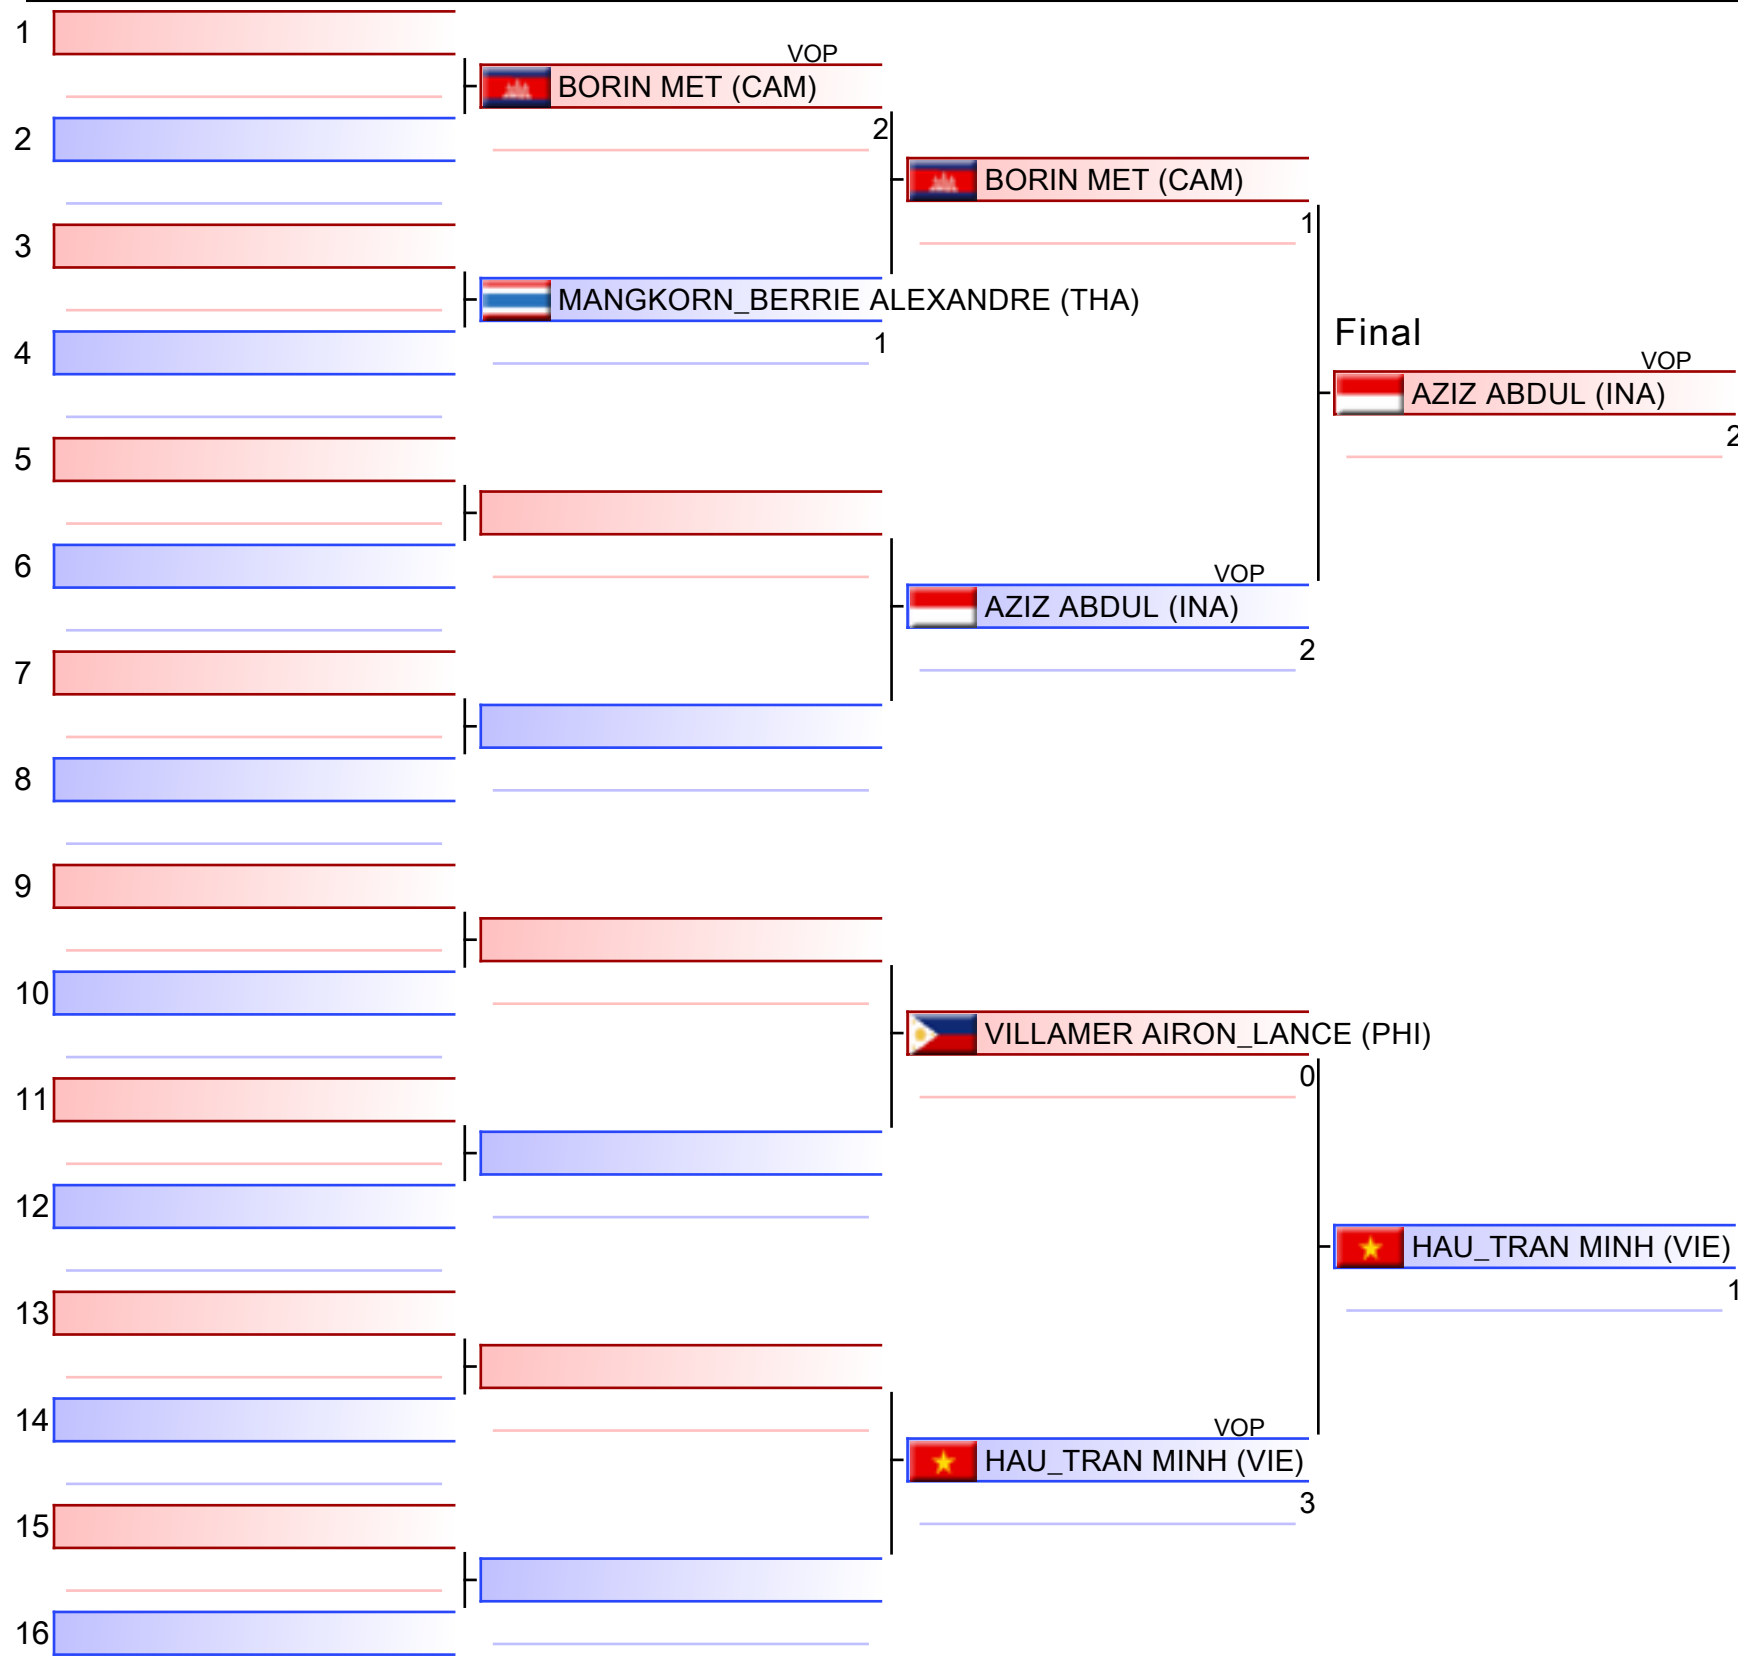 1
VOP
BORIN MET (CAM)
2
2
BORIN MET (CAM)
3
1
MANGKORN_BERRIE ALEXANDRE (THA)
Final
4
1
VOP
AZIZ ABDUL (INA)
5
2
6
VOP
AZIZ ABDUL (INA)
7
2
8
9
10
VILLAMER AIRON_LANCE (PHI)
11
0
12
HAU_TRAN MINH (VIE)
13
1
14
VOP
HAU_TRAN MINH (VIE)
15
3
16